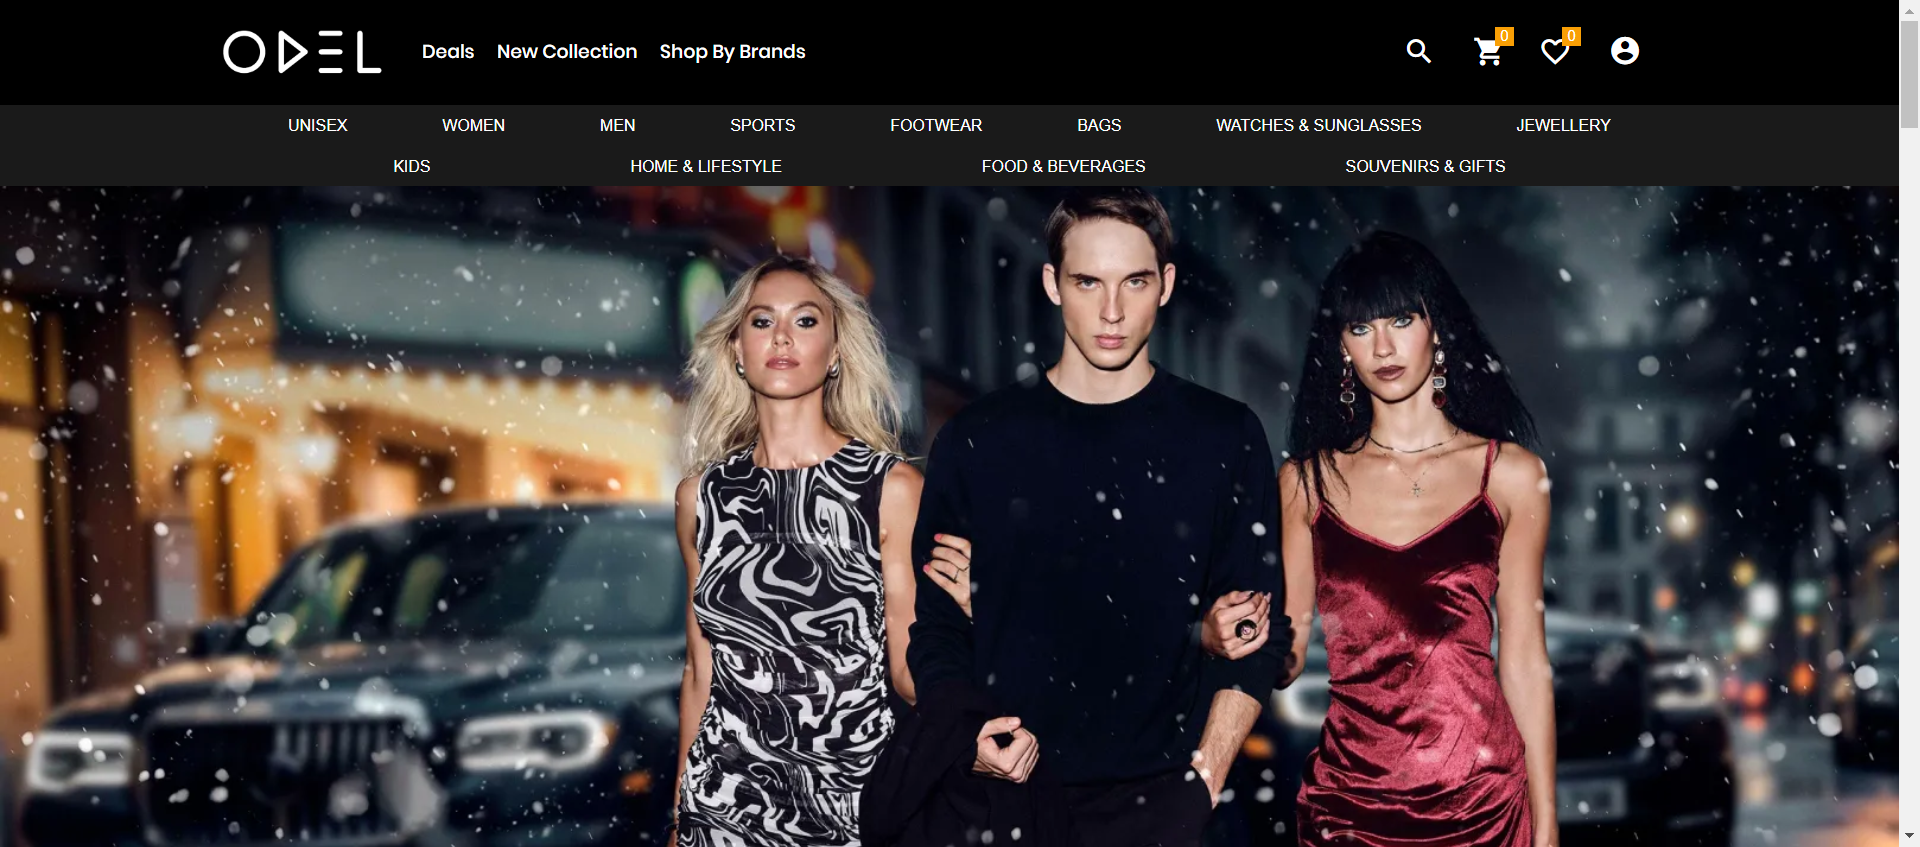 ODEL Deals New Collection Shop By Brands 0 0
UNISEX WOMEN MEN SPORTS FOOTWEAR BAGS WATCHES & SUNGLASSES JEWELLERY
KIDS HOME & LIFESTYLE FOOD & BEVERAGES SOUVENIRS & GIFTS